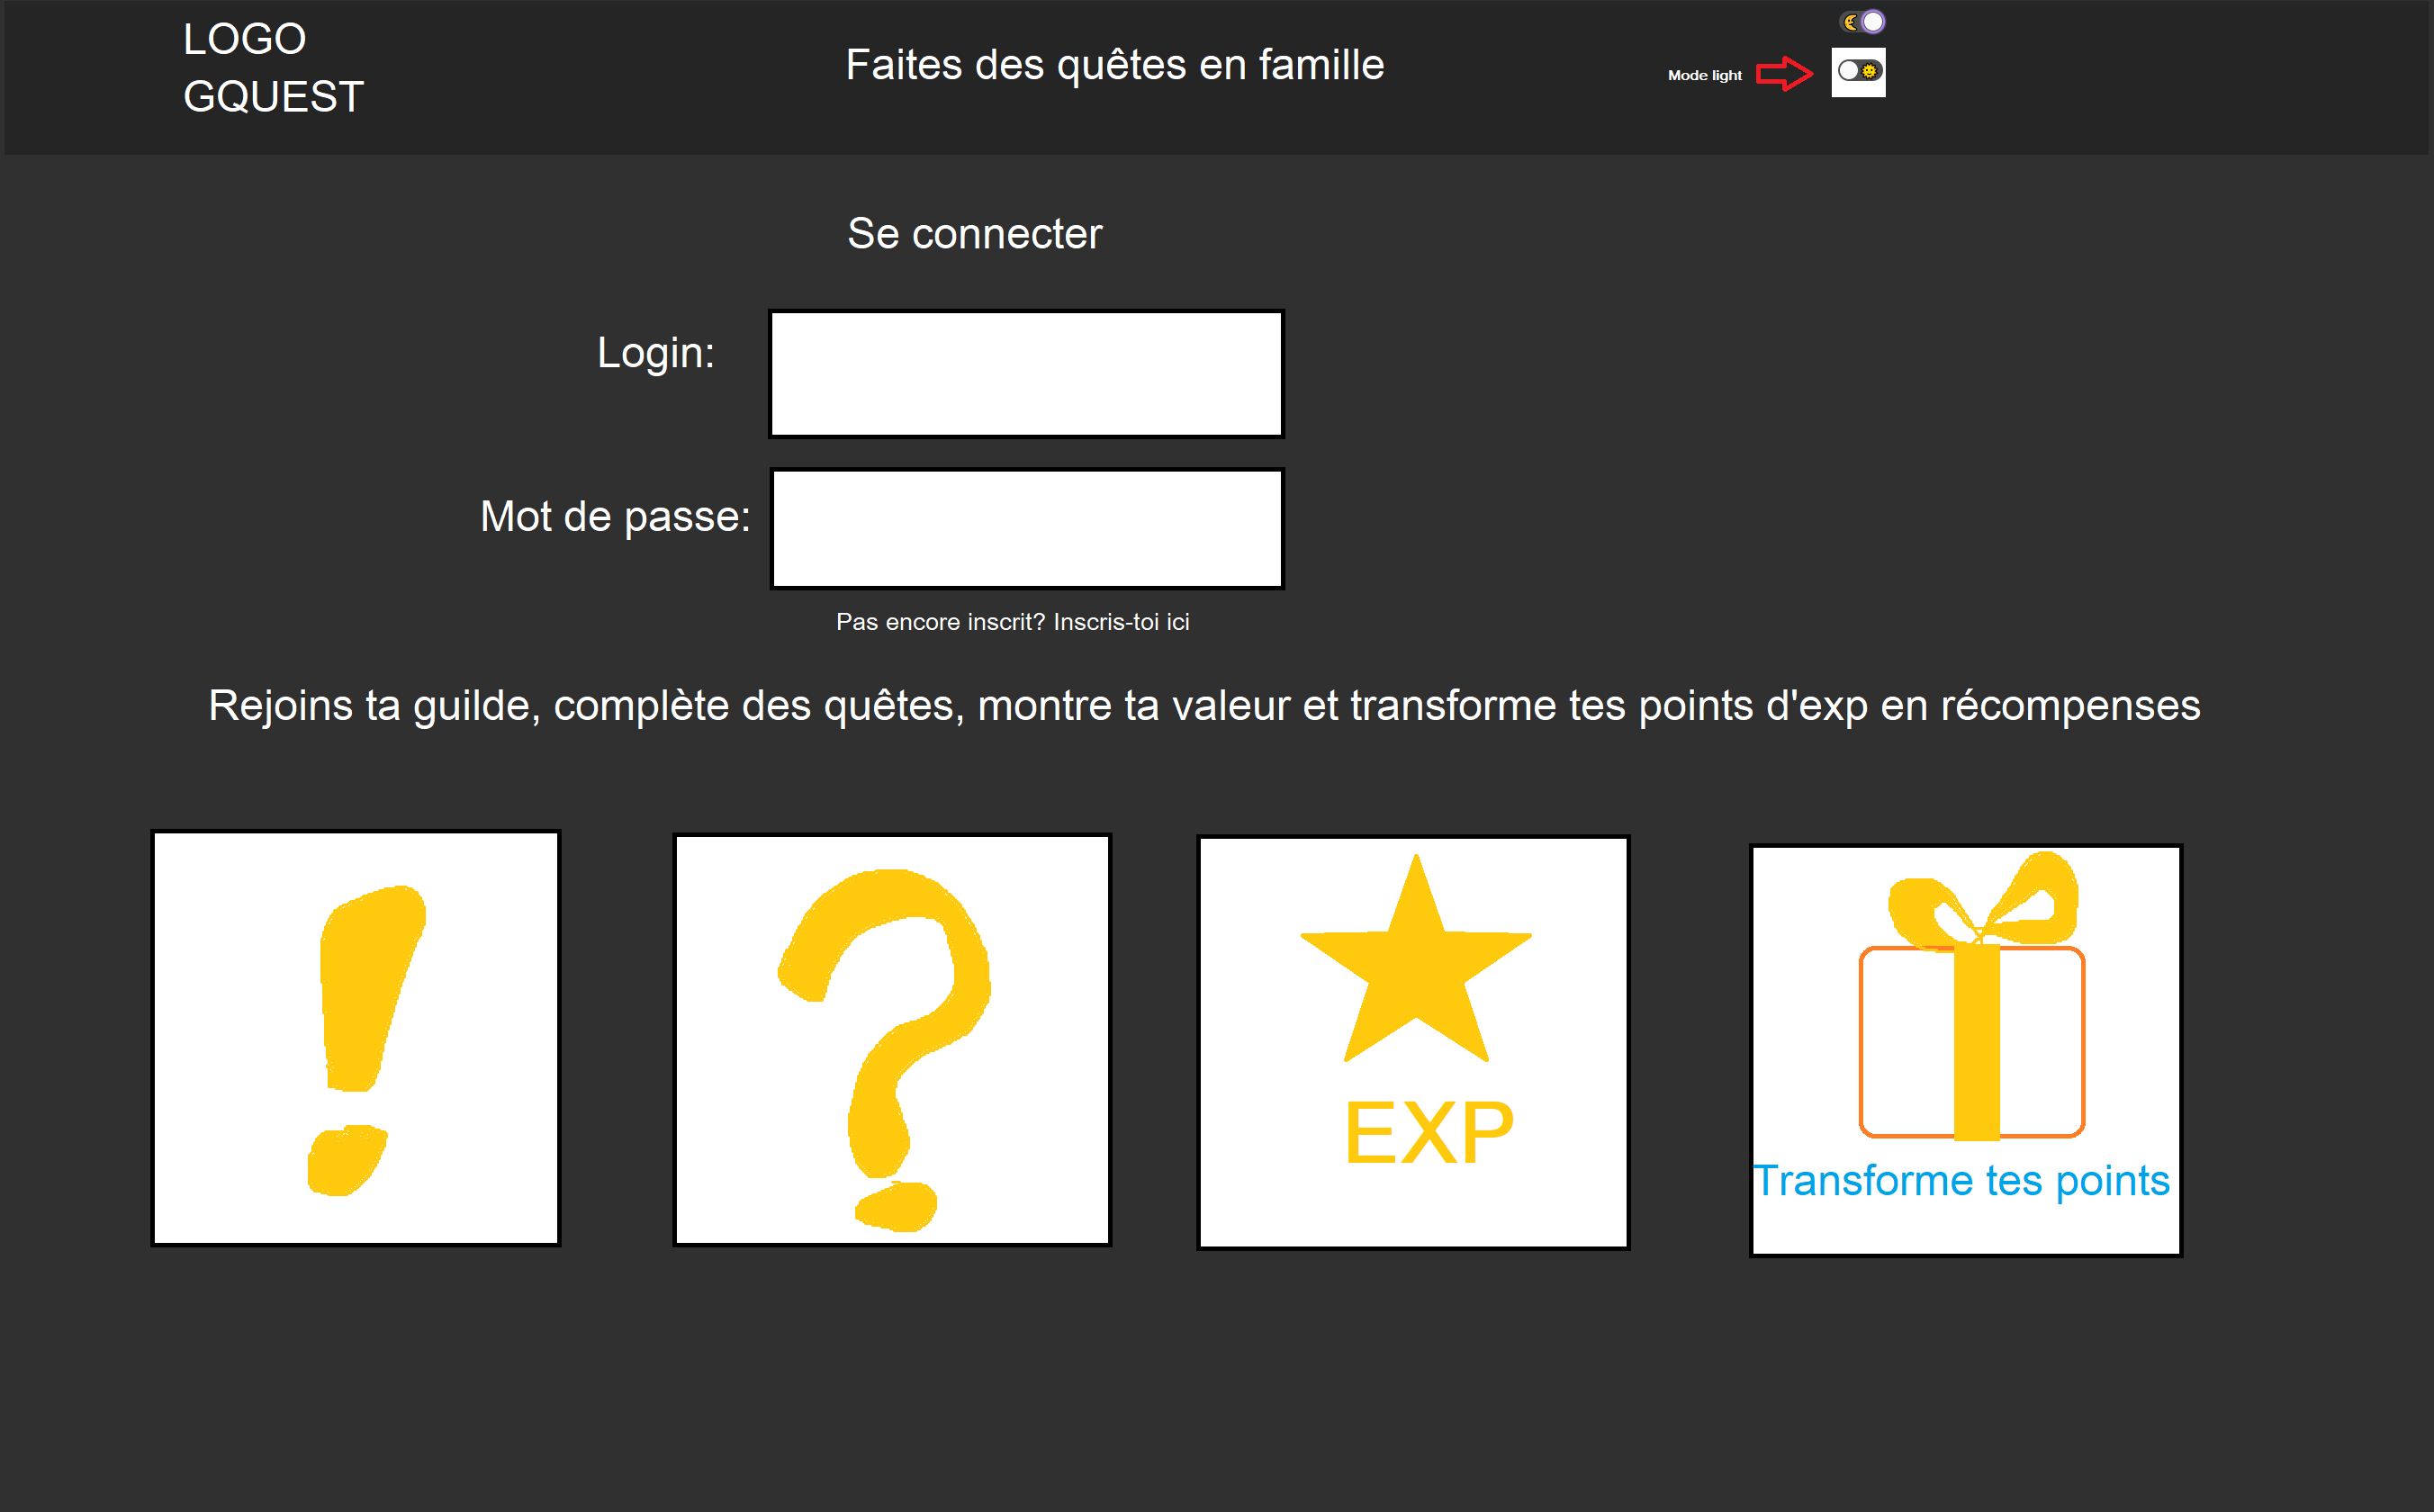 LOGO
GQUEST
Faites des quêtes en famille
Mode light
Se connecter
Login:
Mot de passe:
Pas encore inscrit? Inscris-toi ici
Rejoins ta guilde, complète des quêtes, montre ta valeur et transforme tes points d'exp en récompenses
!
?
EXP
Transforme tes points